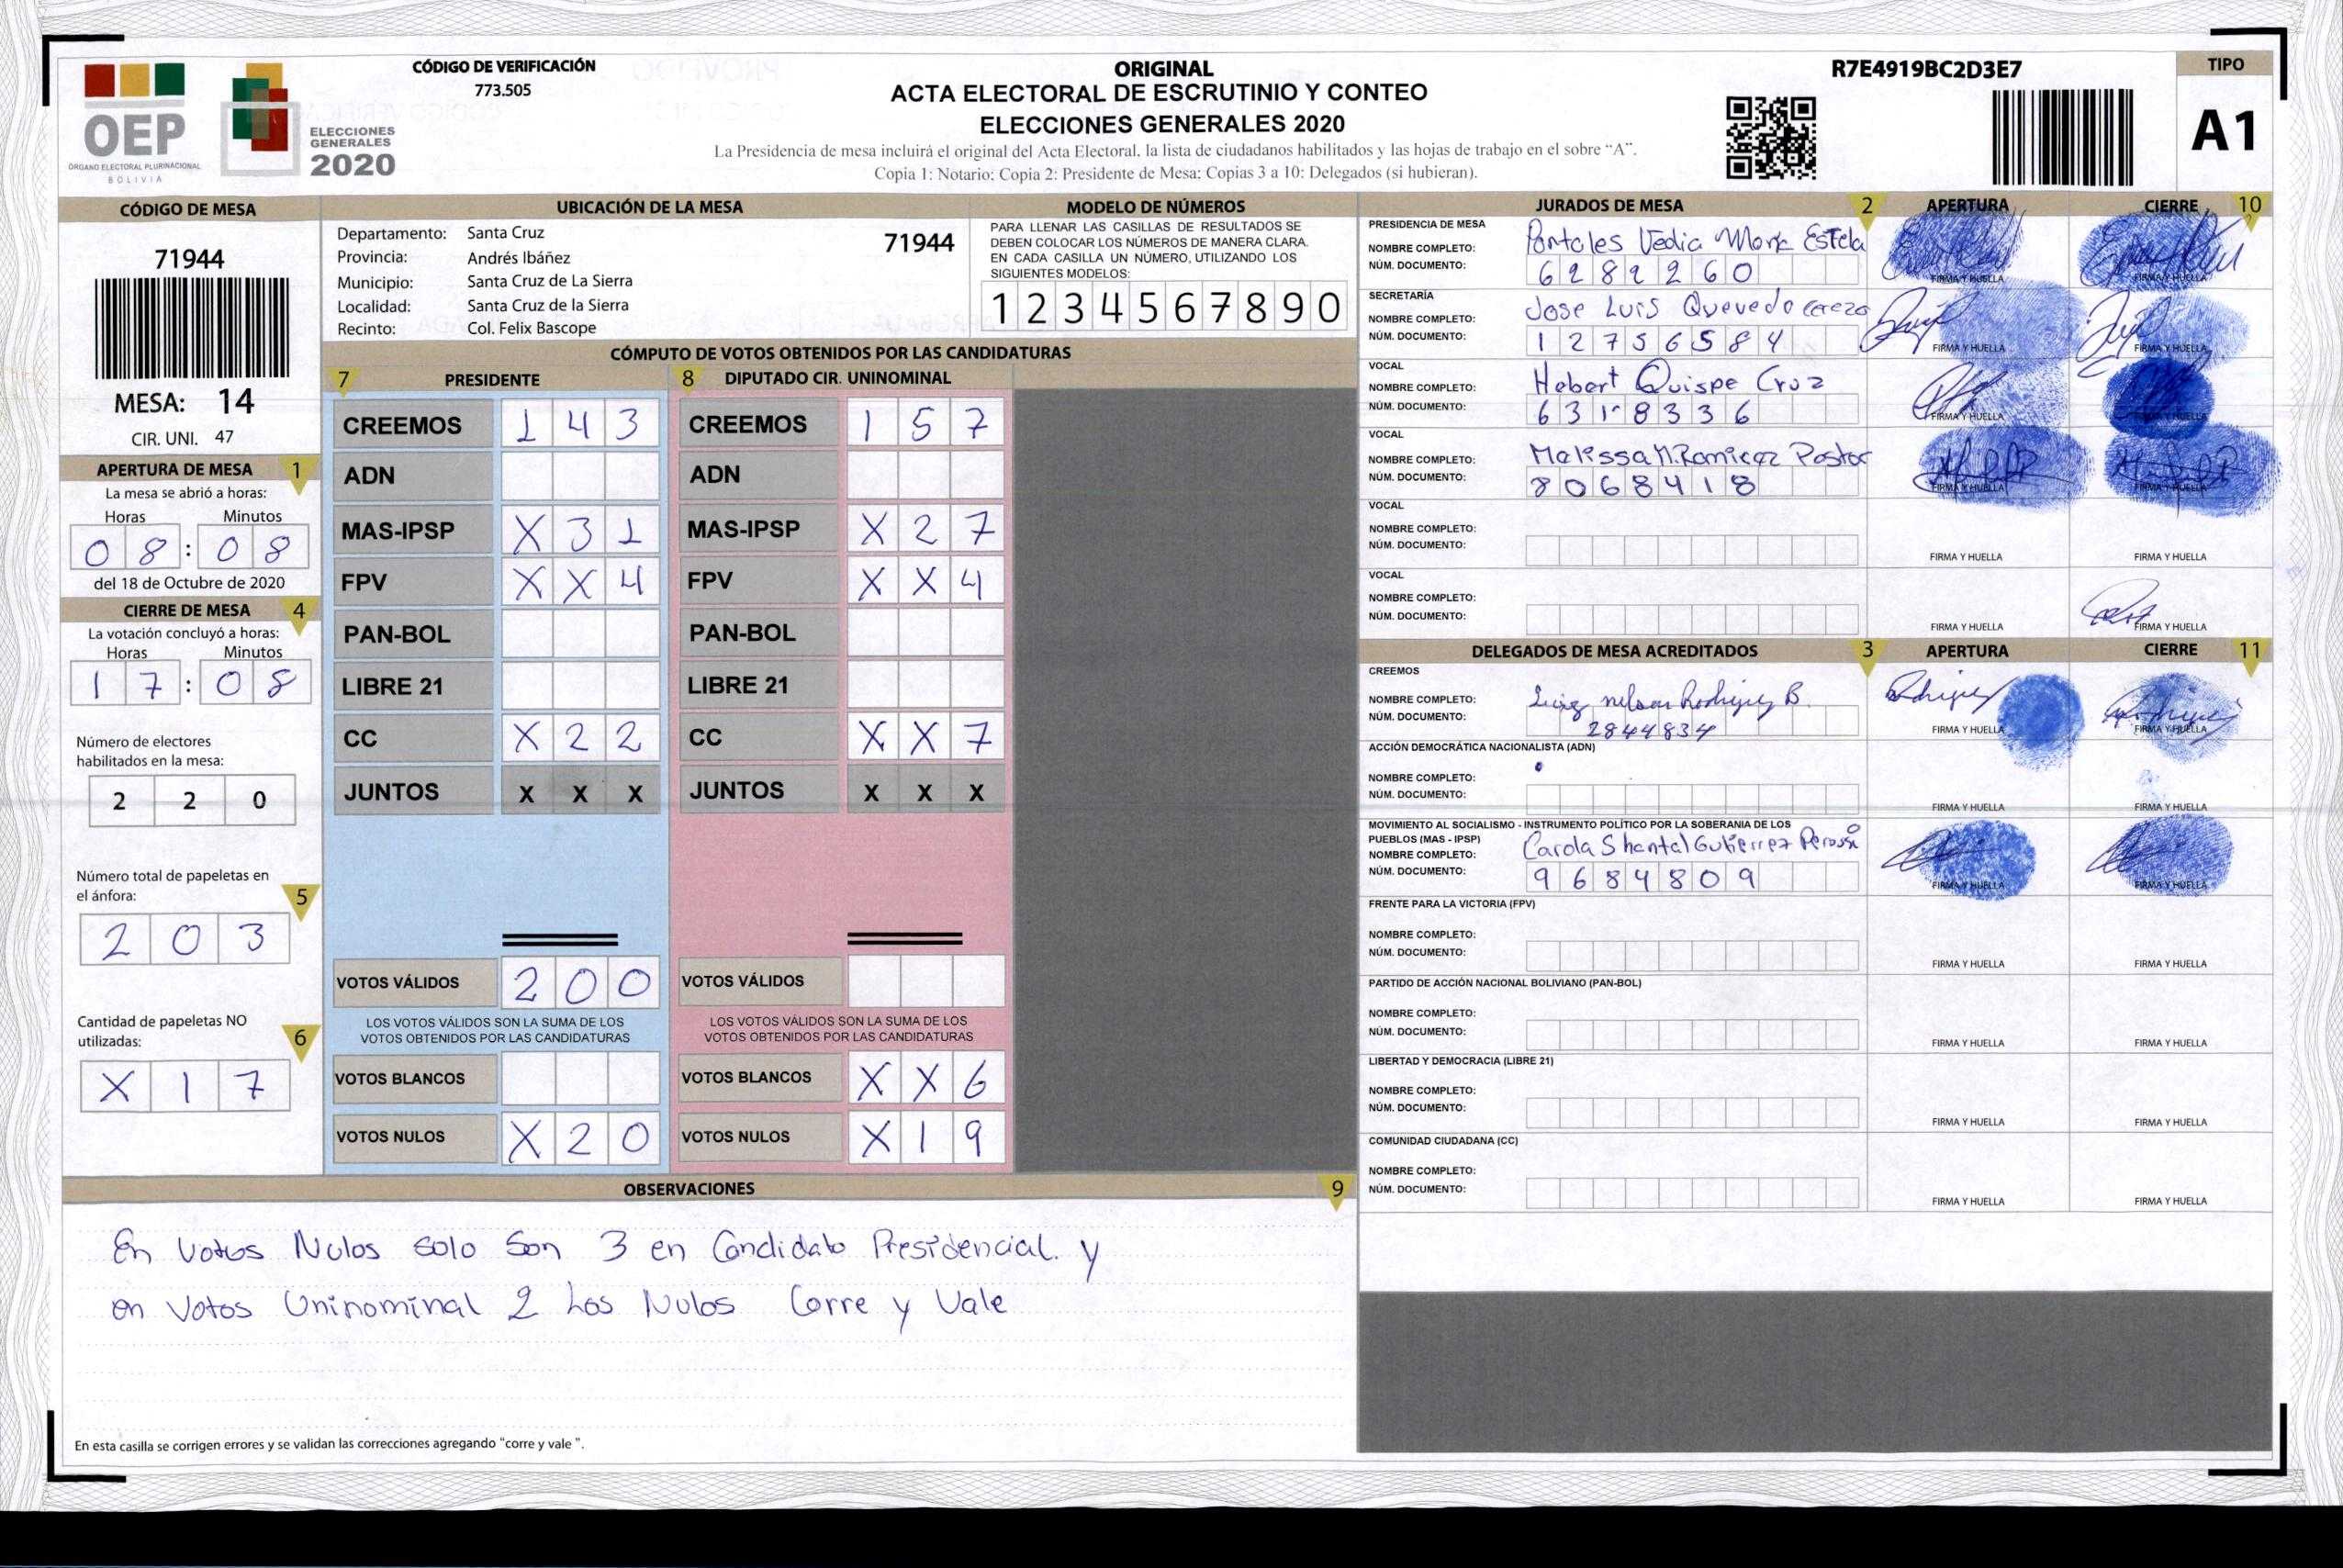 CÓDIGO DE VERIFICACIÓN
773.505
OEP
ÓRGANO ELECTORAL PLURINACIONAL
BOLIVIA
ELECCIONES
GENERALES
2020
ORIGINAL
ACTA ELECTORAL DE ESCRUTINIO Y CONTEO
ELECCIONES GENERALES 2020
La Presidencia de mesa incluirá el original del Acta Electoral, la lista de ciudadanos habilitados y las hojas de trabajo en el sobre “A”.
Copia 1: Notario; Copia 2: Presidente de Mesa; Copias 3 a 10: Delegados (si hubieran).
R7E4919BC2D3E7
TIPO
A1
CÓDIGO DE MESA
71944
MESA: 14
CIR. UNI. 47
APERTURA DE MESA 1
La mesa se abrió a horas:
Horas Minutos
08 : 08
del 18 de Octubre de 2020
CIERRE DE MESA 4
La votación concluyó a horas:
Horas Minutos
17 : 08
Número de electores
habilitados en la mesa:
2 2 0
Número total de papeletas en
el ánfora: 5
2 0 3
Cantidad de papeletas NO
utilizadas: 6
X 1 7
UBICACIÓN DE LA MESA
Departamento: Santa Cruz 71944
Provincia: Andrés Ibáñez
Municipio: Santa Cruz de La Sierra
Localidad: Santa Cruz de la Sierra
Recinto: Col. Felix Bascope
MODELO DE NÚMEROS
PARA LLENAR LAS CASILLAS DE RESULTADOS SE
DEBEN COLOCAR LOS NÚMEROS DE MANERA CLARA.
EN CADA CASILLA UN NÚMERO, UTILIZANDO LOS
SIGUIENTES MODELOS:
1 2 3 4 5 6 7 8 9 0
CÓMPUTO DE VOTOS OBTENIDOS POR LAS CANDIDATURAS
7 PRESIDENTE
CREEMOS 1 4 3
ADN
MAS-IPSP X 3 1
FPV X X 4
PAN-BOL
LIBRE 21
CC X 2 2
JUNTOS X X X
VOTOS VÁLIDOS 2 0 0
LOS VOTOS VÁLIDOS SON LA SUMA DE LOS
VOTOS OBTENIDOS POR LAS CANDIDATURAS
VOTOS BLANCOS
VOTOS NULOS X 2 0
8 DIPUTADO CIR. UNINOMINAL
CREEMOS 1 5 7
ADN
MAS-IPSP X 2 7
FPV X X 4
PAN-BOL
LIBRE 21
CC X X 7
JUNTOS X X X
VOTOS VÁLIDOS
LOS VOTOS VÁLIDOS SON LA SUMA DE LOS
VOTOS OBTENIDOS POR LAS CANDIDATURAS
VOTOS BLANCOS X X 6
VOTOS NULOS X 1 9
OBSERVACIONES 9
En Votos Nulos solo Son 3 en Candidato Presidencial. y
en Votos Uninominal 2 Los Nulos Corre y Vale
En esta casilla se corrigen errores y se validan las correcciones agregando “corre y vale ”.
JURADOS DE MESA 2 APERTURA CIERRE 10
PRESIDENCIA DE MESA
NOMBRE COMPLETO: Portales Vedia Estela
NÚM. DOCUMENTO: 6282260
FIRMA Y HUELLA FIRMA Y HUELLA
SECRETARÍA
NOMBRE COMPLETO: Jose Luis Quevedo cerezo
NÚM. DOCUMENTO: 12756584
FIRMA Y HUELLA FIRMA Y HUELLA
VOCAL
NOMBRE COMPLETO: Hebert Quispe Cruz
NÚM. DOCUMENTO: 6318336
FIRMA Y HUELLA FIRMA Y HUELLA
VOCAL
NOMBRE COMPLETO: Melissa M. Ramirez Pastor
NÚM. DOCUMENTO: 8068418
FIRMA Y HUELLA FIRMA Y HUELLA
VOCAL
NOMBRE COMPLETO:
NÚM. DOCUMENTO:
FIRMA Y HUELLA FIRMA Y HUELLA
VOCAL
NOMBRE COMPLETO:
NÚM. DOCUMENTO:
FIRMA Y HUELLA FIRMA Y HUELLA
DELEGADOS DE MESA ACREDITADOS 3 APERTURA CIERRE 11
CREEMOS
NOMBRE COMPLETO: nelson B.
NÚM. DOCUMENTO: 2844834
FIRMA Y HUELLA FIRMA Y HUELLA
ACCIÓN DEMOCRÁTICA NACIONALISTA (ADN)
NOMBRE COMPLETO:
NÚM. DOCUMENTO:
FIRMA Y HUELLA FIRMA Y HUELLA
MOVIMIENTO AL SOCIALISMO - INSTRUMENTO POLÍTICO POR LA SOBERANIA DE LOS
PUEBLOS (MAS - IPSP)
NOMBRE COMPLETO: Carola Shantal Gutierrez
NÚM. DOCUMENTO: 9684809
FIRMA Y HUELLA FIRMA Y HUELLA
FRENTE PARA LA VICTORIA (FPV)
NOMBRE COMPLETO:
NÚM. DOCUMENTO:
FIRMA Y HUELLA FIRMA Y HUELLA
PARTIDO DE ACCIÓN NACIONAL BOLIVIANO (PAN-BOL)
NOMBRE COMPLETO:
NÚM. DOCUMENTO:
FIRMA Y HUELLA FIRMA Y HUELLA
LIBERTAD Y DEMOCRACIA (LIBRE 21)
NOMBRE COMPLETO:
NÚM. DOCUMENTO:
FIRMA Y HUELLA FIRMA Y HUELLA
COMUNIDAD CIUDADANA (CC)
NOMBRE COMPLETO:
NÚM. DOCUMENTO:
FIRMA Y HUELLA FIRMA Y HUELLA